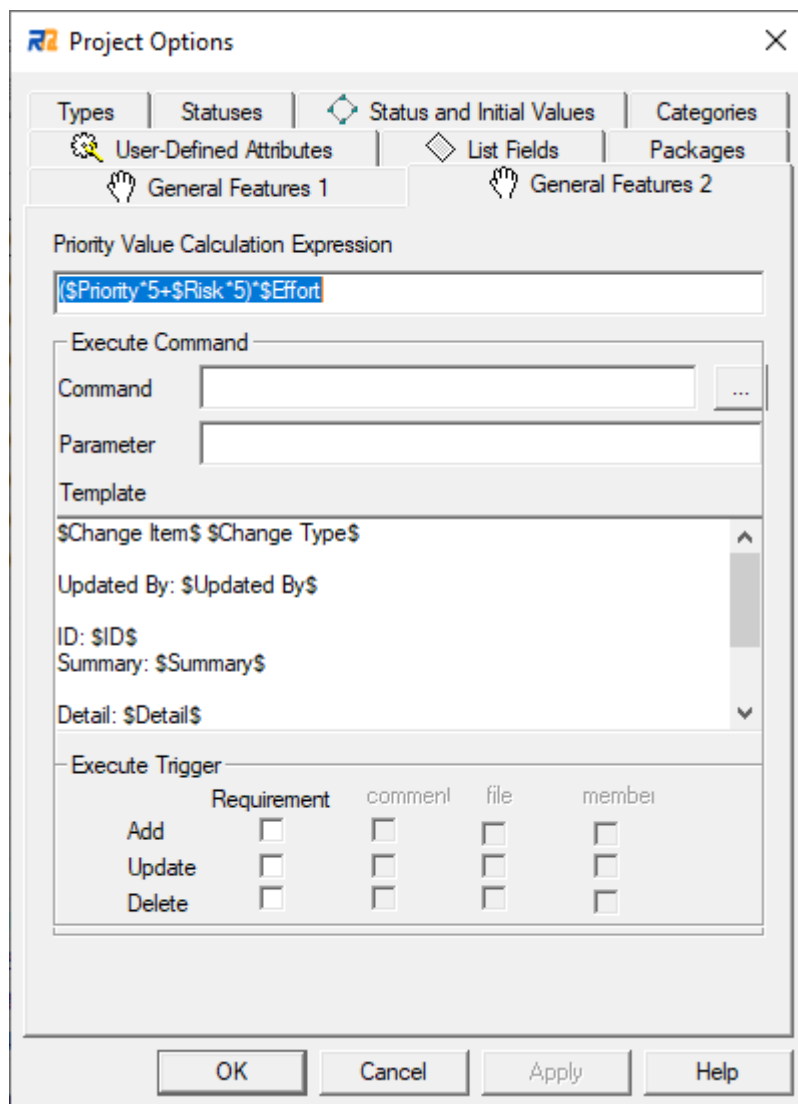 Project Options
Types Statuses Status and Initial Values Categories
User-Defined Attributes List Fields Packages
General Features 1 General Features 2
Priority Value Calculation Expression
($Priority*5+$Risk*5)*$Effort
Execute Command
Command ...
Parameter
Template
$Change Item$ $Change Type$
Updated By: $Updated By$
ID: $ID$
Summary: $Summary$
Detail: $Detail$
Execute Trigger
Requirement comment file member
Add
Update
Delete
OK Cancel Apply Help